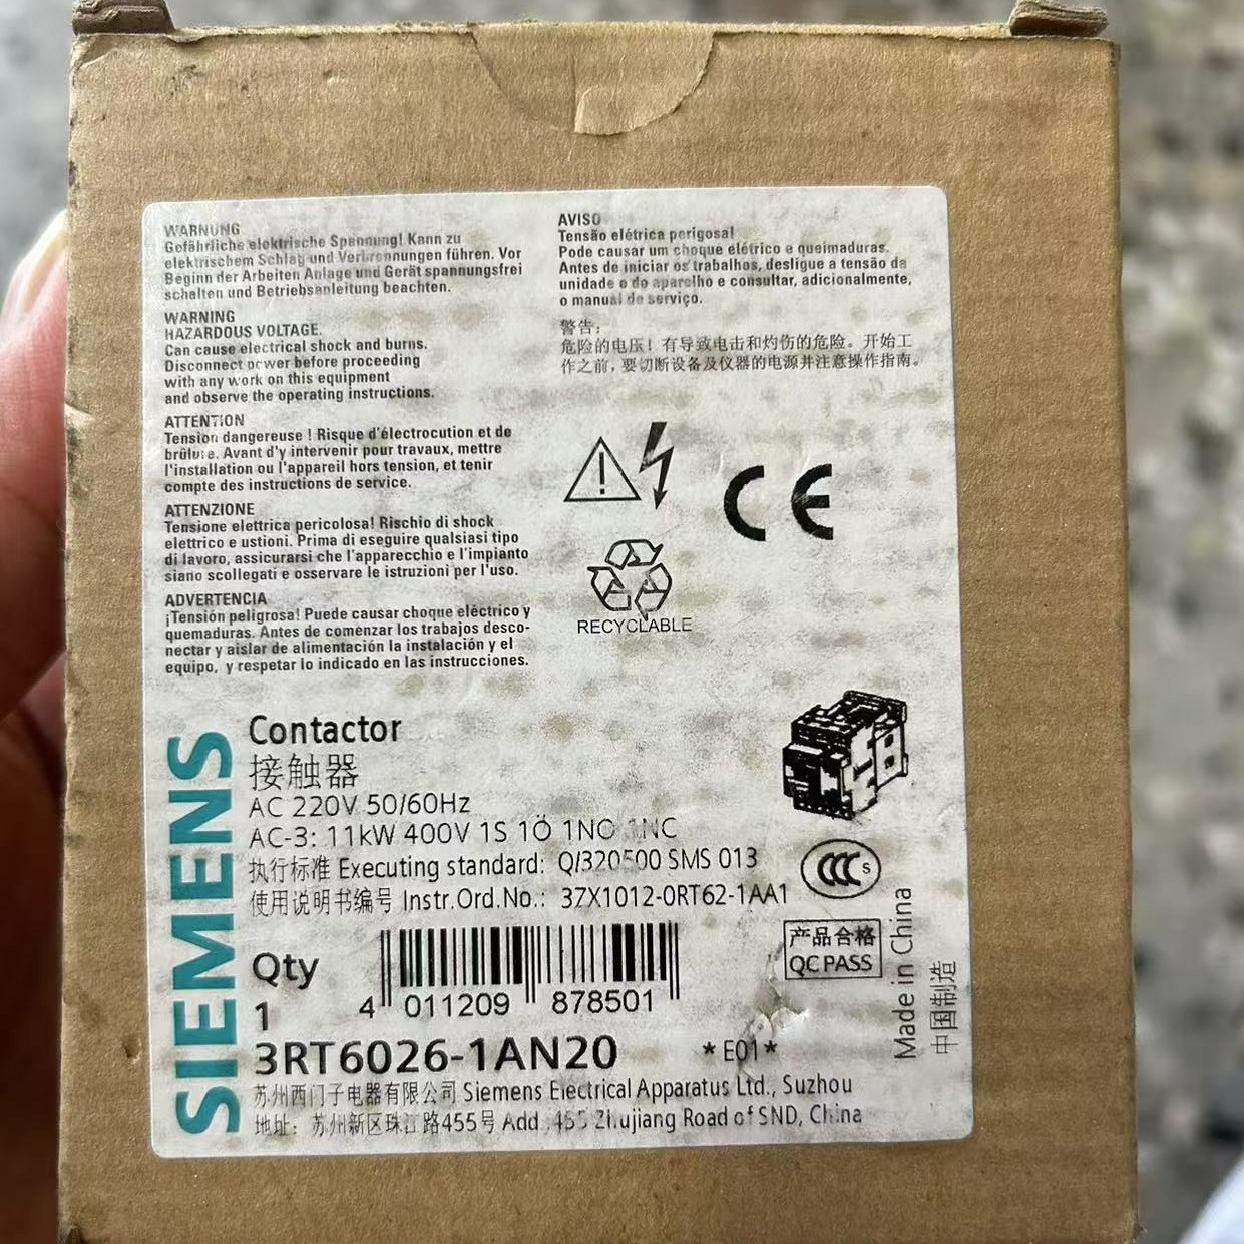 WARNUNG
Gefährliche elektrische Spannung! Kann zu
elektrischem Schlag und Verbrennungen führen. Vor
Beginn der Arbeiten Anlage und Gerät spannungsfrei
schalten und Betriebsanleitung beachten.
WARNING
HAZARDOUS VOLTAGE.
Can cause electrical shock and burns.
Disconnect power before proceeding
with any work on this equipment
and observe the operating instructions.
ATTENTION
Tension dangereuse ! Risque d'électrocution et de
brûlure. Avant d'y intervenir pour travaux, mettre
l'installation ou l'appareil hors tension, et tenir
compte des instructions de service.
ATTENZIONE
Tensione elettrica pericolosa! Rischio di shock
elettrico e ustioni. Prima di eseguire qualsiasi tipo
di lavoro, assicurarsi che l'apparecchio e l'impianto
siano scollegati e osservare le istruzioni per l'uso.
ADVERTENCIA
¡Tensión peligrosa! Puede causar choque eléctrico y
quemaduras. Antes de comenzar los trabajos desco-
nectar y aislar de alimentación la instalación y el
equipo, y respetar lo indicado en las instrucciones.
AVISO
Tensão elétrica perigosa!
Pode causar um choque elétrico e queimaduras.
Antes de iniciar os trabalhos, desligue a tensão da
unidade e do aparelho e consultar, adicionalmente,
o manual de serviço.
警告:
危险的电压！有导致电击和灼伤的危险。开始工
作之前，要切断设备及仪器的电源并注意操作指南。
CE
RECYCLABLE
SIEMENS
Contactor
接触器
AC 220V 50/60Hz
AC-3: 11kW 400V 1S 1Ö 1NO 1NC
执行标准 Executing standard: Q/320500 SMS 013
使用说明书编号 Instr.Ord.No.: 37X1012-0RT62-1AA1
CCC S
产品合格
QC PASS
Made in China
中国制造
Qty
1
4 011209 878501
3RT6026-1AN20 *E01*
苏州西门子电器有限公司 Siemens Electrical Apparatus Ltd., Suzhou
地址: 苏州新区珠江路455号 Add.:455 Zhujiang Road of SND, China